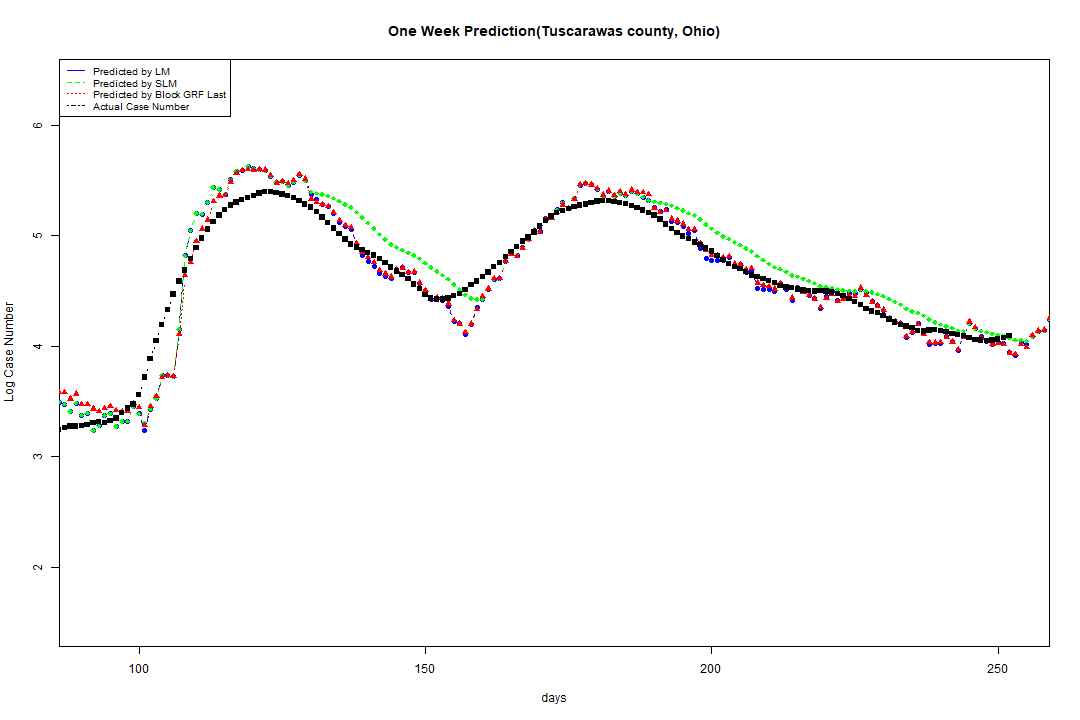 One Week Prediction(Tuscarawas county, Ohio)
Predicted by LM
Predicted by SLM
Predicted by Block GRF Last
Actual Case Number
Log Case Number
6
5
4
3
2
100 150 200 250
days